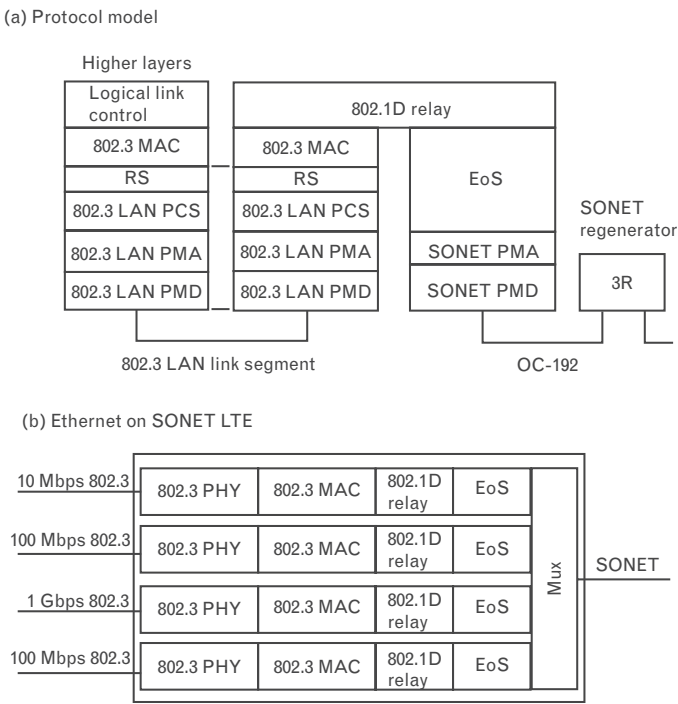 (a) Protocol model
Higher layers
Logical link
control
802.1D relay
802.3 MAC
802.3 MAC
RS
RS
EoS
802.3 LAN PCS
802.3 LAN PCS
SONET
regenerator
802.3 LAN PMA
802.3 LAN PMA
SONET PMA
3R
802.3 LAN PMD
802.3 LAN PMD
SONET PMD
802.3 LAN link segment
OC-192
(b) Ethernet on SONET LTE
10 Mbps 802.3
802.3 PHY
802.3 MAC
802.1D
relay
EoS
100 Mbps 802.3
802.3 PHY
802.3 MAC
802.1D
relay
EoS
Mux
SONET
1 Gbps 802.3
802.3 PHY
802.3 MAC
802.1D
relay
EoS
100 Mbps 802.3
802.3 PHY
802.3 MAC
802.1D
relay
EoS